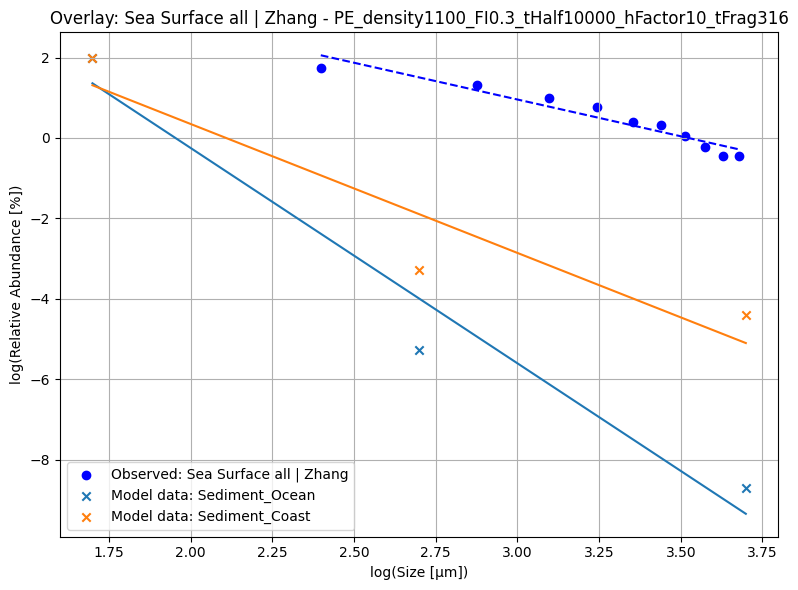 Overlay: Sea Surface all | Zhang - PE_density1100_FI0.3_tHalf10000_hFactor10_tFrag316
log(Relative Abundance [%])
2
0
−2
−4
−6
−8
Observed: Sea Surface all | Zhang
Model data: Sediment_Ocean
Model data: Sediment_Coast
1.75 2.00 2.25 2.50 2.75 3.00 3.25 3.50 3.75
log(Size [µm])